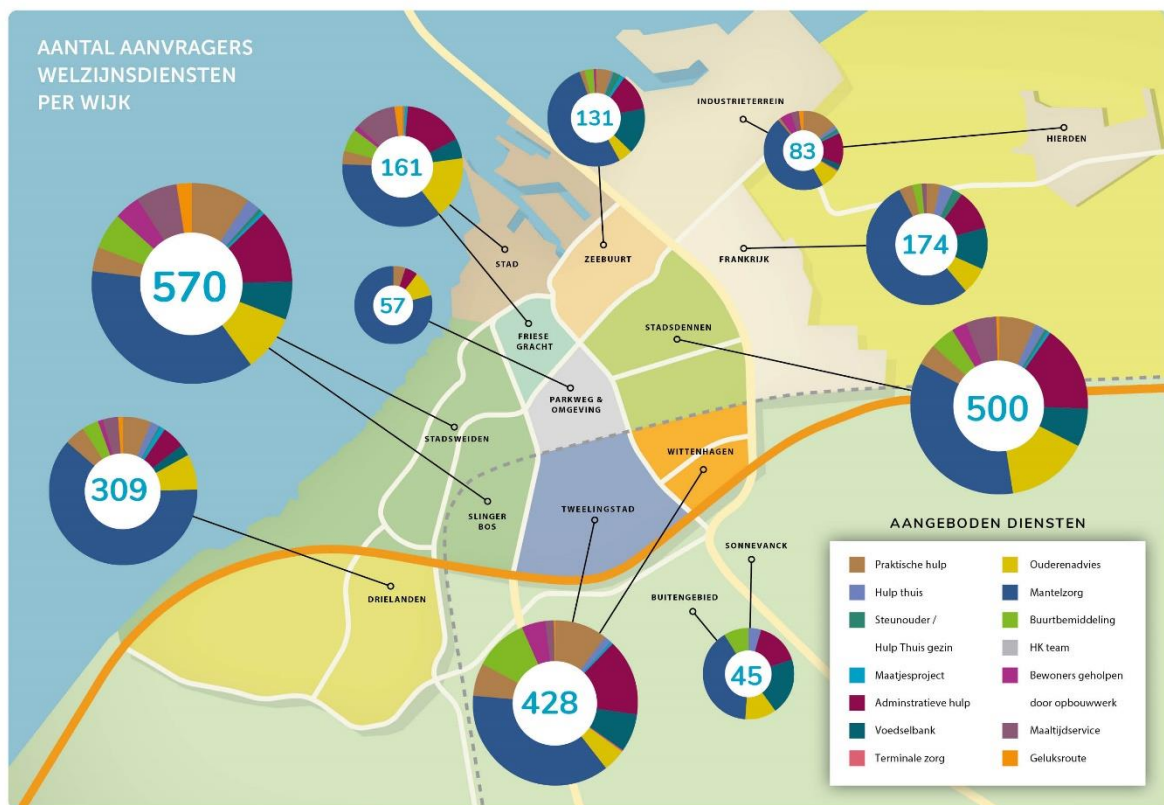 AANTAL AANVRAGERS
WELZIJNSDIENSTEN
PER WIJK
131
INDUSTRIETERREIN
83
HIERDEN
161
570
STAD
ZEEBUURT
FRANKRIJK
174
57
FRIESE
GRACHT
STADSDENNEN
PARKWEG &
OMGEVING
500
STADSWEIDEN
WITTENHAGEN
309
SLINGER
BOS
TWEELINGSTAD
SONNEVANCK
DRIELANDEN
BUITENGEBIED
428
45
AANGEBODEN DIENSTEN
Praktische hulp
Hulp thuis
Steunouder /
Hulp Thuis gezin
Maatjesproject
Adminstratieve hulp
Voedselbank
Terminale zorg
Ouderenadvies
Mantelzorg
Buurtbemiddeling
HK team
Bewoners geholpen
door opbouwwerk
Maaltijdservice
Geluksroute